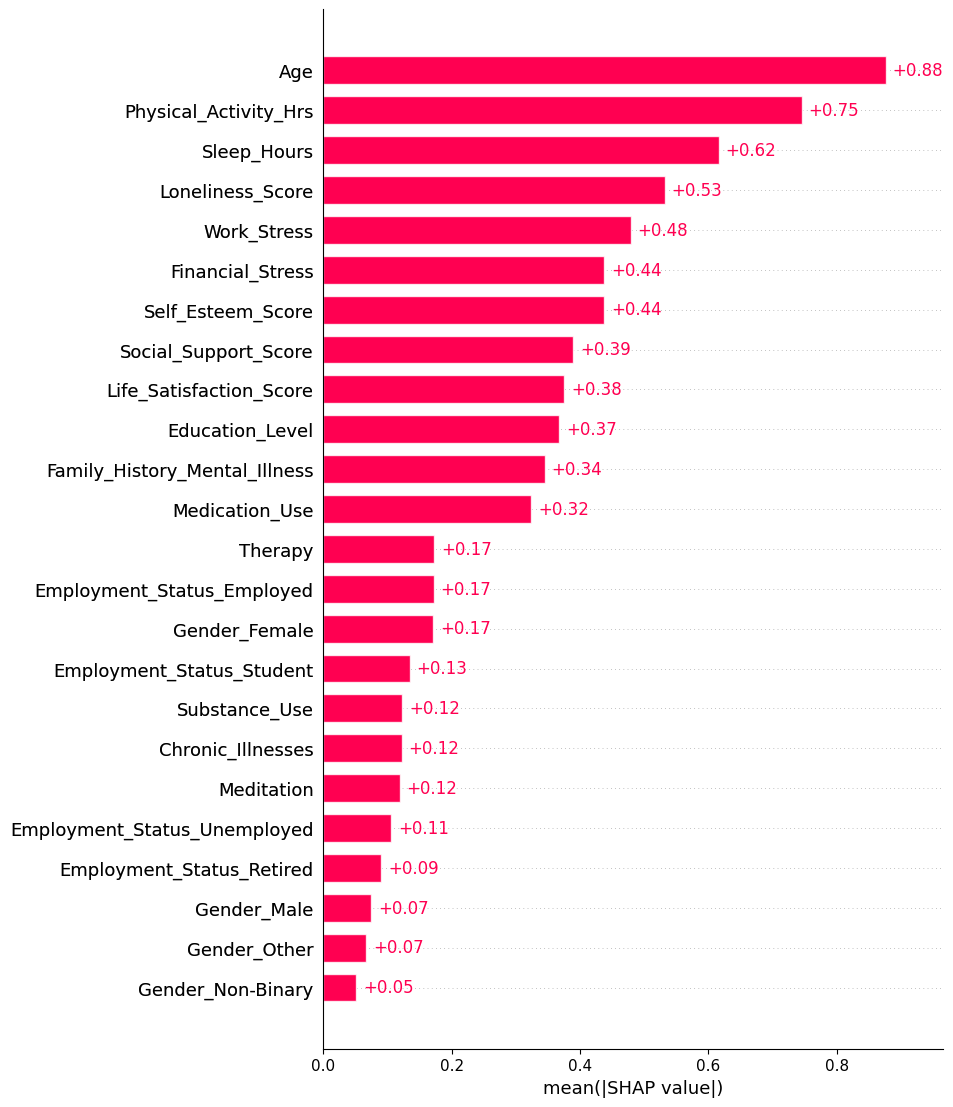 Age +0.88
Physical_Activity_Hrs +0.75
Sleep_Hours +0.62
Loneliness_Score +0.53
Work_Stress +0.48
Financial_Stress +0.44
Self_Esteem_Score +0.44
Social_Support_Score +0.39
Life_Satisfaction_Score +0.38
Education_Level +0.37
Family_History_Mental_Illness +0.34
Medication_Use +0.32
Therapy +0.17
Employment_Status_Employed +0.17
Gender_Female +0.17
Employment_Status_Student +0.13
Substance_Use +0.12
Chronic_Illnesses +0.12
Meditation +0.12
Employment_Status_Unemployed +0.11
Employment_Status_Retired +0.09
Gender_Male +0.07
Gender_Other +0.07
Gender_Non-Binary +0.05
0.0 0.2 0.4 0.6 0.8
mean(|SHAP value|)